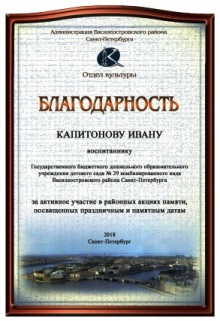 Администрация Василеостровского района
Санкт-Петербурга
Отдел культуры
БЛАГОДАРНОСТЬ
КАПИТОНОВУ ИВАНУ
воспитаннику
Государственного бюджетного дошкольного образовательного
учреждения детского сада № 29 комбинированного вида
Василеостровского района Санкт-Петербурга
за активное участие в районных акциях памяти,
посвященных праздничным и памятным датам
2018
Санкт-Петербург